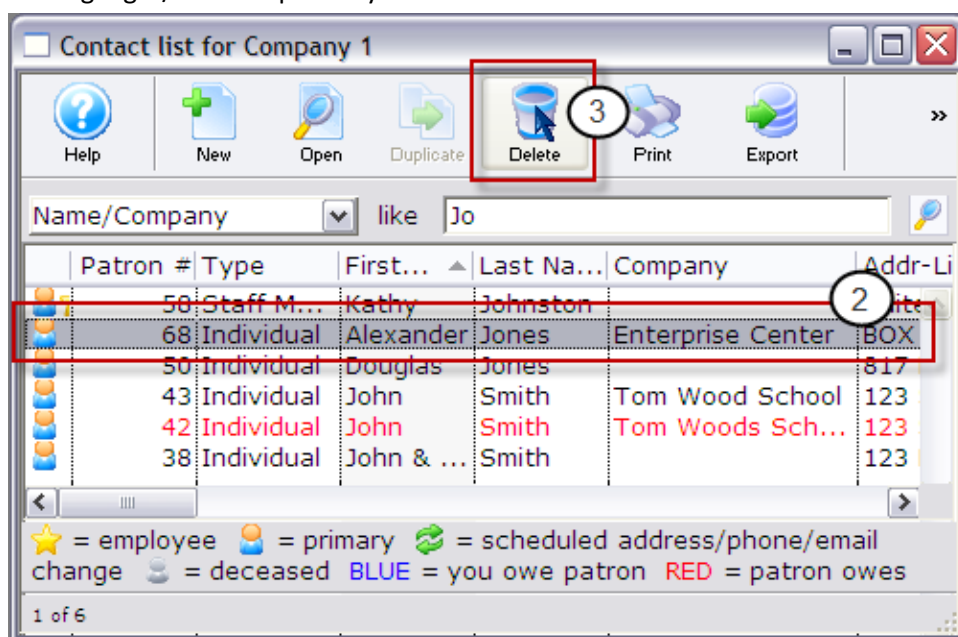 Contact list for Company 1
3
Help New Open Duplicate Delete Print Export »
Name/Company like Jo
Patron # Type First... Last Na... Company Addr-Li
58 Staff M... Kathy Johnston
2
68 Individual Alexander Jones Enterprise Center BOX
50 Individual Douglas Jones 817
43 Individual John Smith Tom Wood School 123
42 Individual John Smith Tom Woods Sch... 123
38 Individual John & ... Smith 123
= employee = primary = scheduled address/phone/email
change = deceased BLUE = you owe patron RED = patron owes
1 of 6